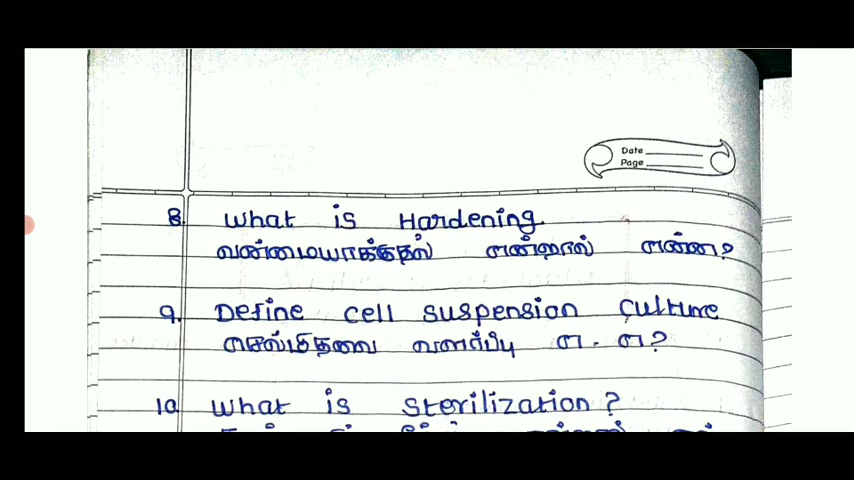 Date
Page
8. What is Hardening
வன்மையாக்குதல் என்றால் என்ன?
9. Define cell suspension culture
செல்மிதவை வளர்ப்பு எ. எ?
10 What is sterilization?